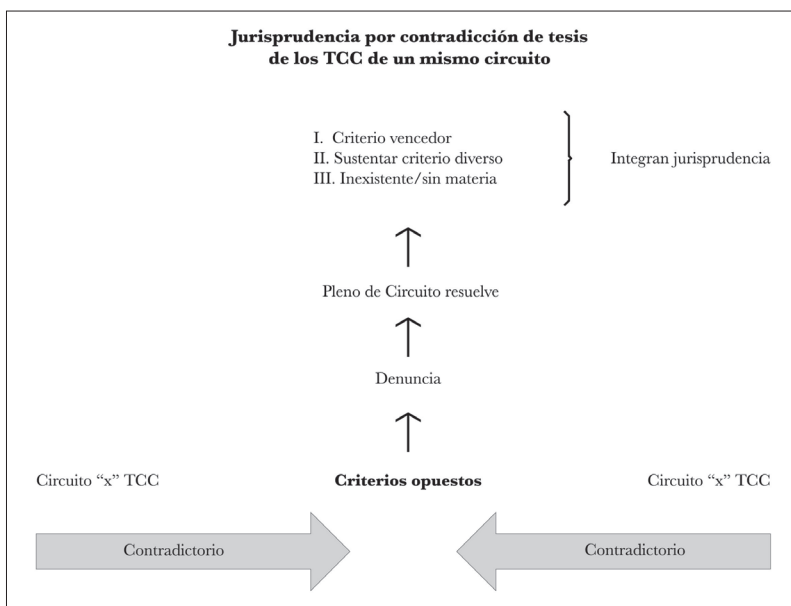 Jurisprudencia por contradicción de tesis
de los TCC de un mismo circuito
I. Criterio vencedor
II. Sustentar criterio diverso
III. Inexistente/sin materia
Integran jurisprudencia
Pleno de Circuito resuelve
Denuncia
Circuito “x” TCC
Criterios opuestos
Circuito “x” TCC
Contradictorio
Contradictorio